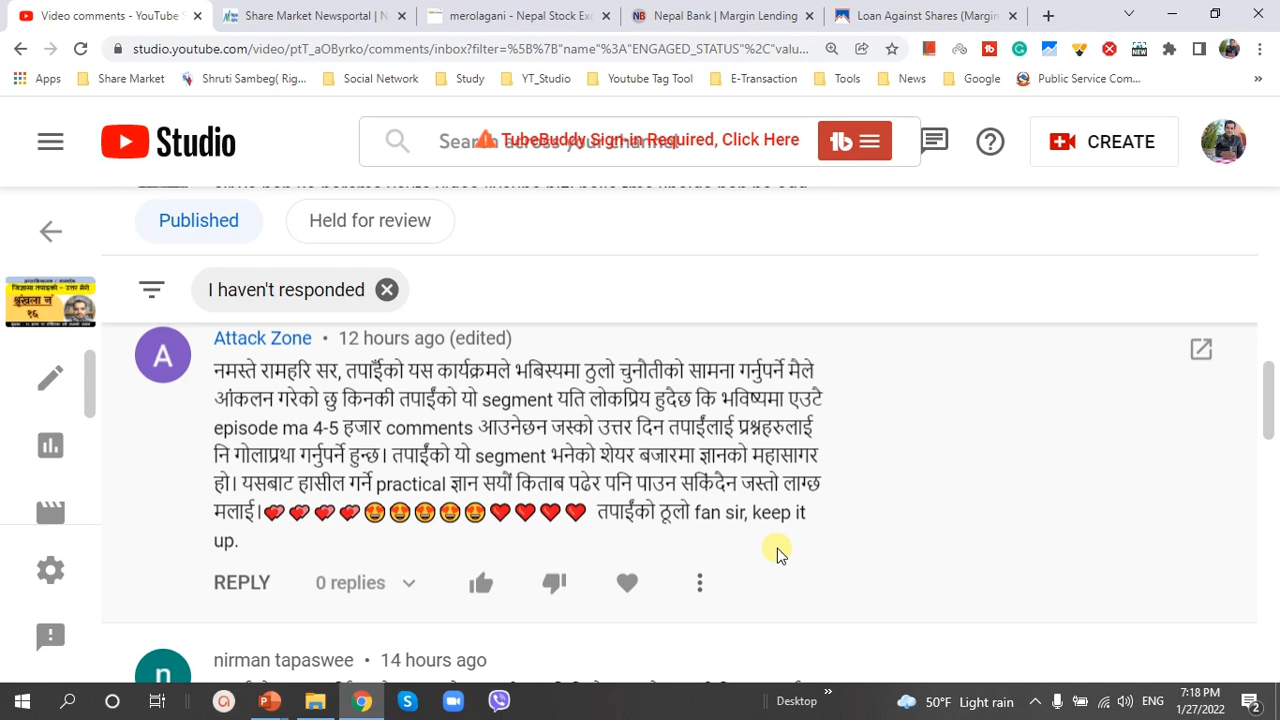 Video comments - YouTube S
Share Market Newsportal | N
merolagani - Nepal Stock Exc
Nepal Bank | Margin Lending
Loan Against Shares (Margin
studio.youtube.com/video/ptT_aOByrko/comments/inbox?filter=%5B%7B"name"%3A"ENGAGED_STATUS"%2C"valu...
Apps
Share Market
Shruti Sambeg( Rig...
Social Network
Study
YT_Studio
Youtube Tag Tool
E-Transaction
Tools
News
Google
Public Service Com...
Studio
TubeBuddy Sign-in Required, Click Here
CREATE
Published
Held for review
जिज्ञासा तपाईको - उत्तर मेरो
श्रृंखला नं
१६
I haven't responded
A
Attack Zone • 12 hours ago (edited)
नमस्ते रामहरि सर, तपाईँको यस कार्यक्रमले भबिस्यमा ठुलो चुनौतीको सामना गर्नुपर्ने मैले
आंकलन गरेको छु किनकी तपाईंको यो segment यति लोकप्रिय हुदैछ कि भविष्यमा एउटै
episode ma 4-5 हजार comments आउनेछन जस्को उत्तर दिन तपाईंलाई प्रश्नहरुलाई
नि गोलाप्रथा गर्नुपर्ने हुन्छ। तपाईंको यो segment भनेको शेयर बजारमा ज्ञानको महासागर
हो। यसबाट हासील गर्ने practical ज्ञान सयौं किताब पढेर पनि पाउन सकिंदैन जस्तो लाग्छ
मलाई।💕💕💕💕😍😍😍😍😍❤❤❤❤ तपाईंको ठूलो fan sir, keep it
up.
REPLY
0 replies
nirman tapaswee • 14 hours ago
n
Desktop
50°F Light rain
ENG
7:18 PM
1/27/2022
2